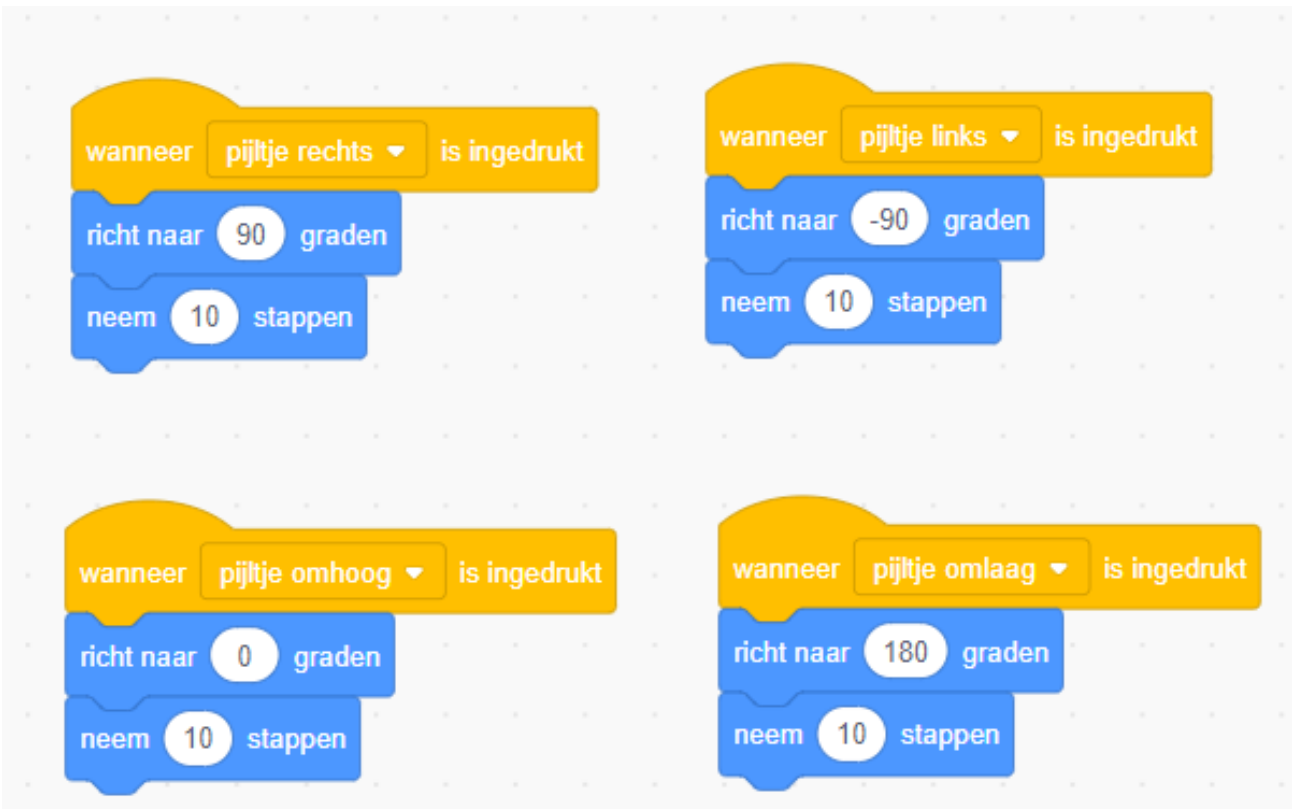 wanneer pijltje rechts is ingedrukt
richt naar 90 graden
neem 10 stappen
wanneer pijltje links is ingedrukt
richt naar -90 graden
neem 10 stappen
wanneer pijltje omhoog is ingedrukt
richt naar 0 graden
neem 10 stappen
wanneer pijltje omlaag is ingedrukt
richt naar 180 graden
neem 10 stappen